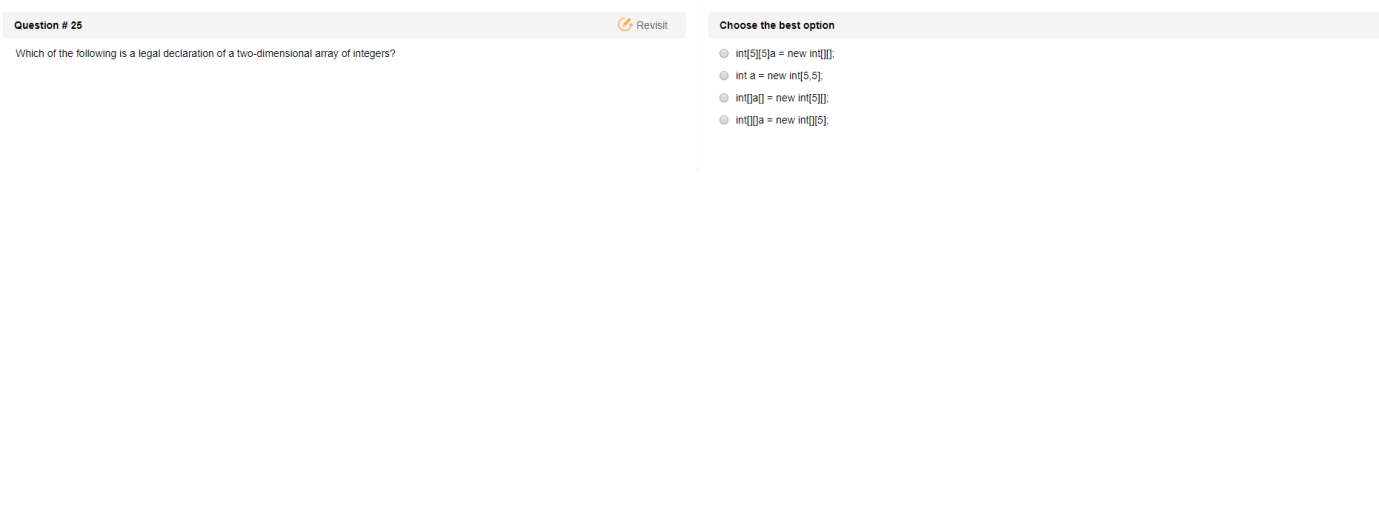 Question # 25
Revisit
Which of the following is a legal declaration of a two-dimensional array of integers?
Choose the best option
int[5][5]a = new int[][];
int a = new int[5,5];
int[]a[] = new int[5][];
int[][]a = new int[][5];